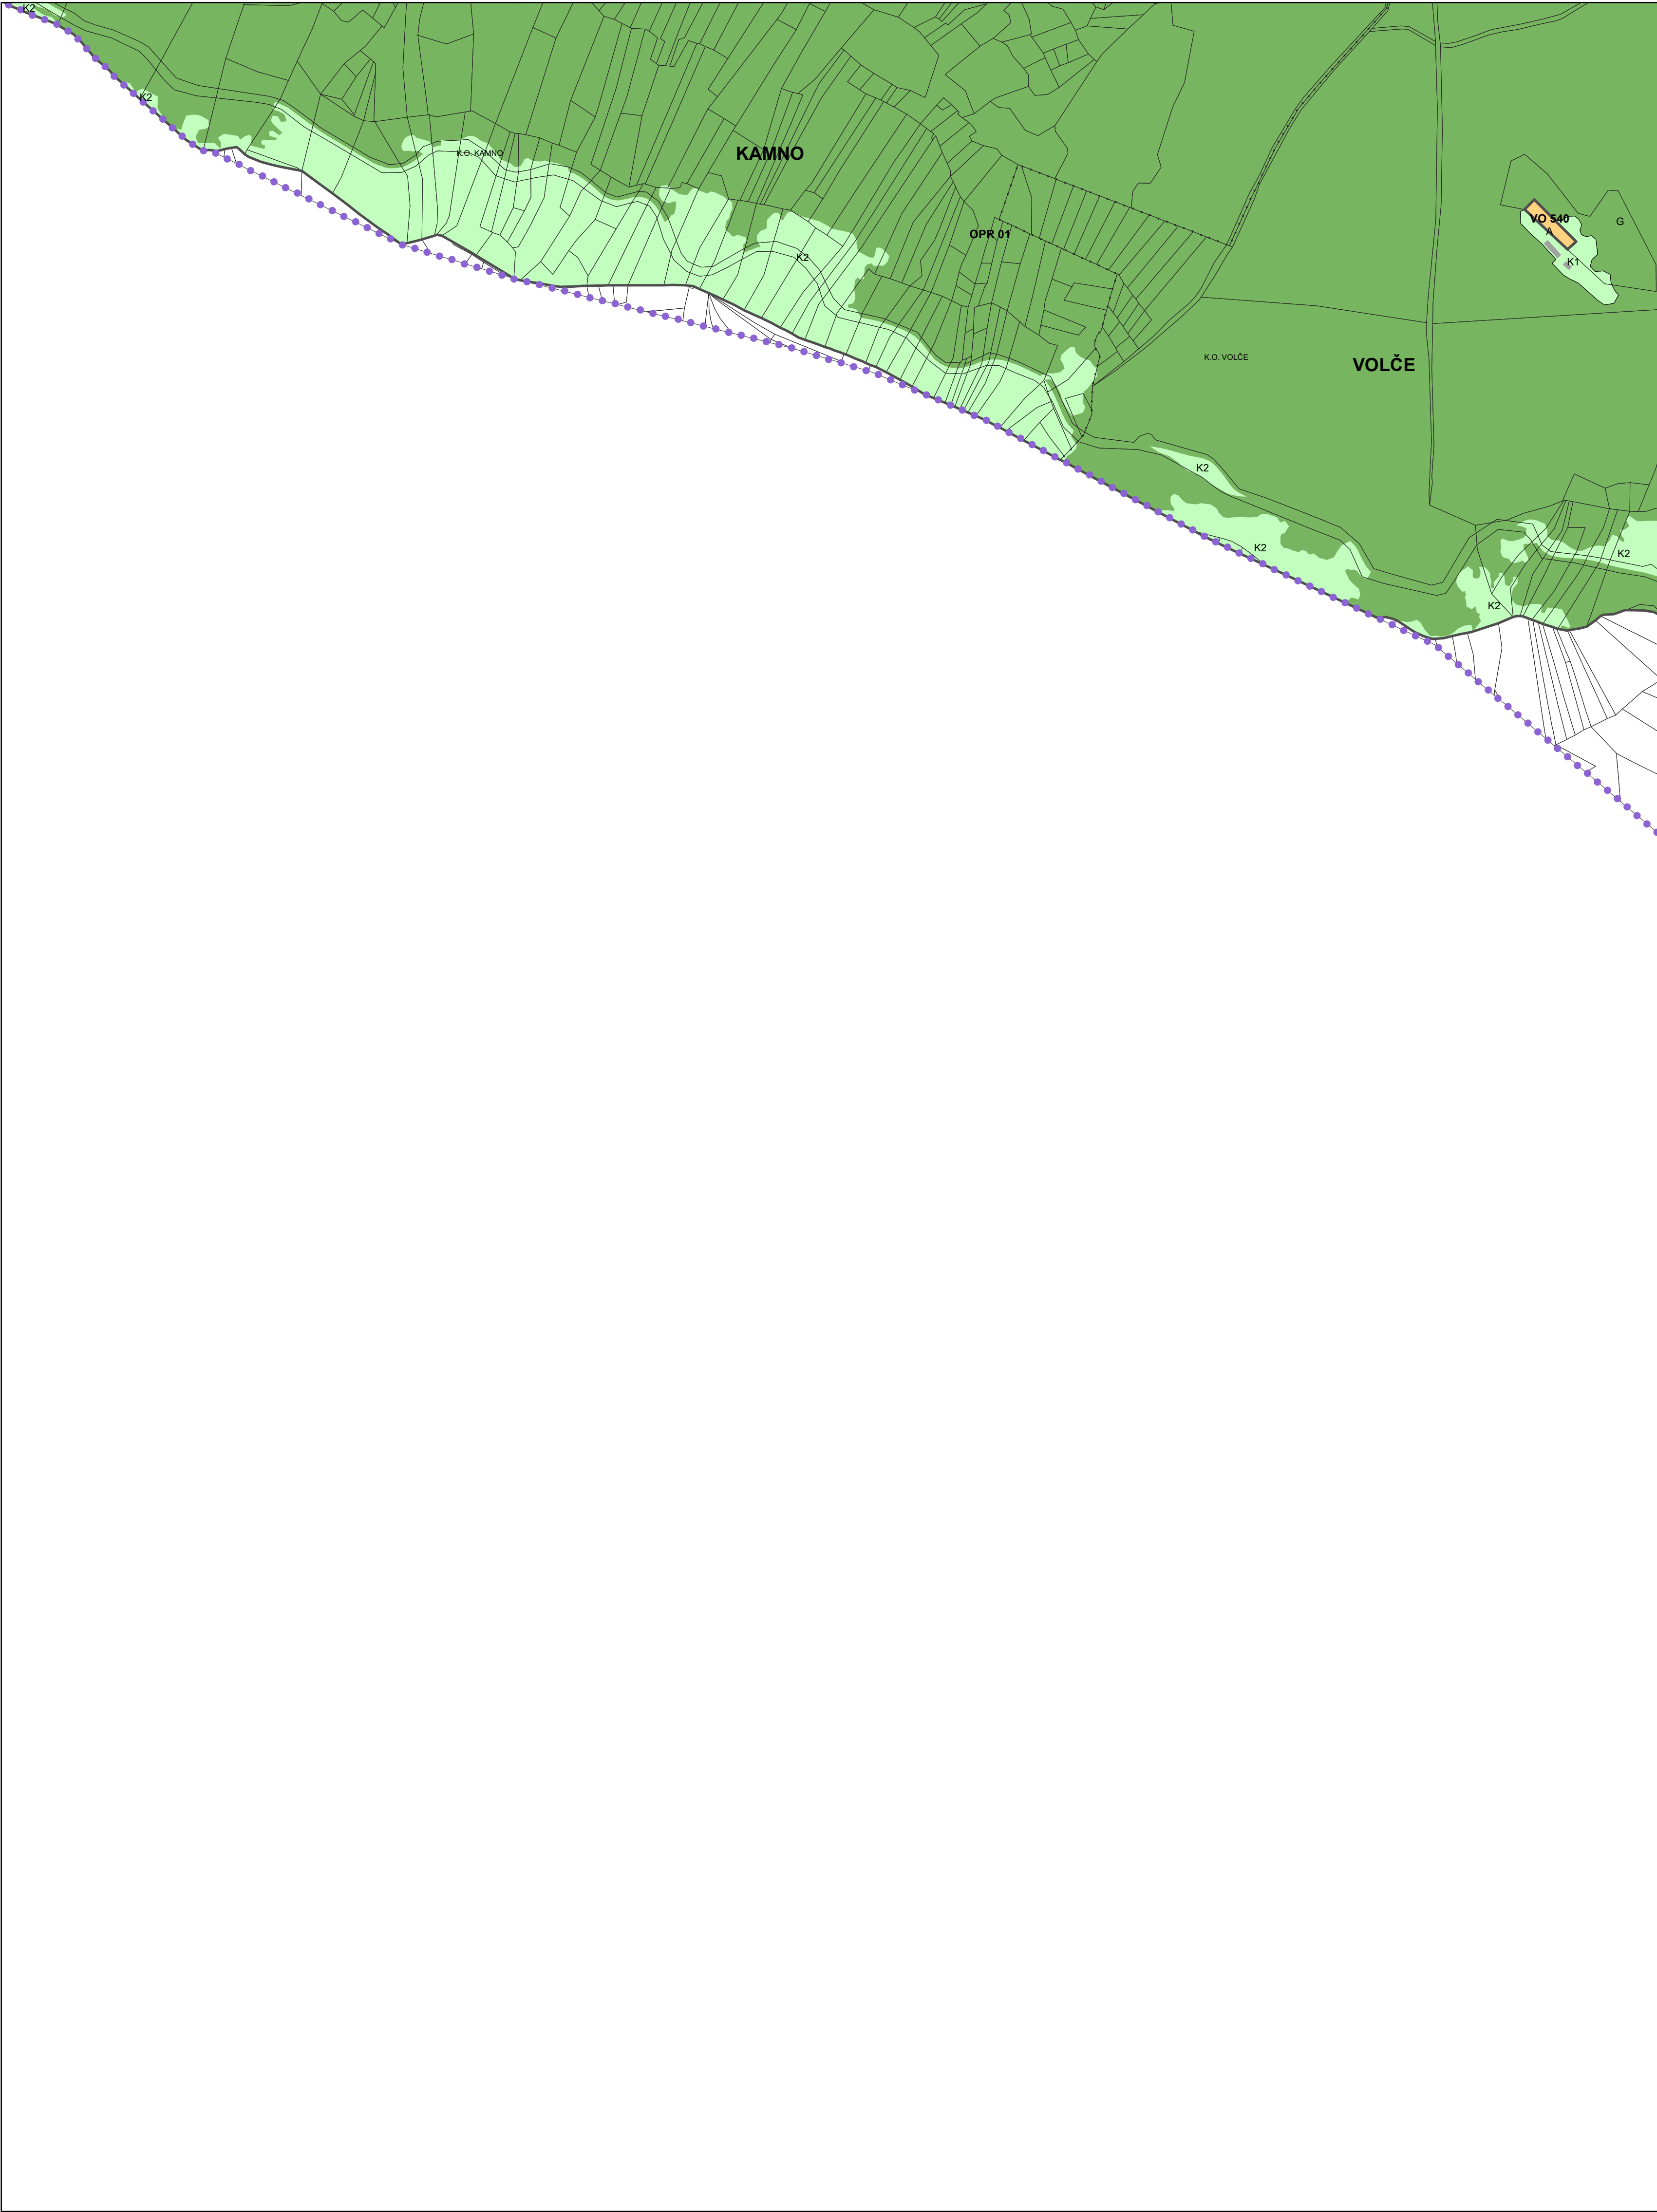 K2
K2
KAMNO
K.O. KAMNO
VO 540
G
A
OPR 01
K2
K1
K.O. VOLČE
VOLČE
K2
K2
K2
K2